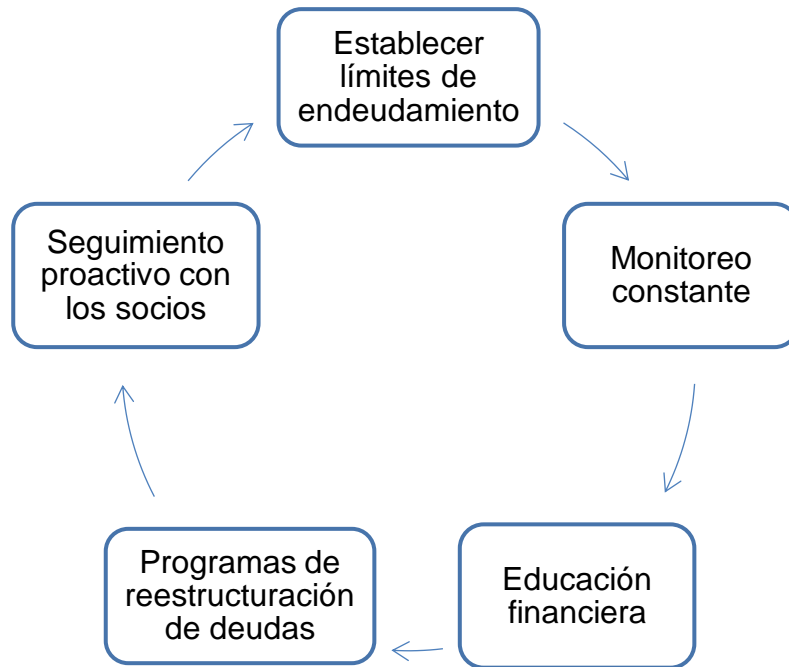 Establecer
límites de
endeudamiento
Monitoreo
constante
Educación
financiera
Programas de
reestructuración
de deudas
Seguimiento
proactivo con
los socios